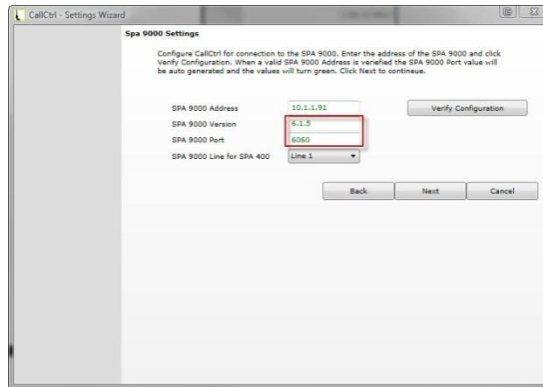 CallCtrl - Settings Wizard
Spa 9000 Settings
Configure CallCtrl for connection to the SPA 9000. Enter the address of the SPA 9000 and click
Verify Configuration. When a valid SPA 9000 Address is veriefied the SPA 9000 Port value will
be auto generated and the values will turn green. Click Next to contineue.
SPA 9000 Address 10.1.1.91 Verify Configuration
SPA 9000 Version 6.1.5
SPA 9000 Port 6060
SPA 9000 Line for SPA 400 Line 1
Back Next Cancel